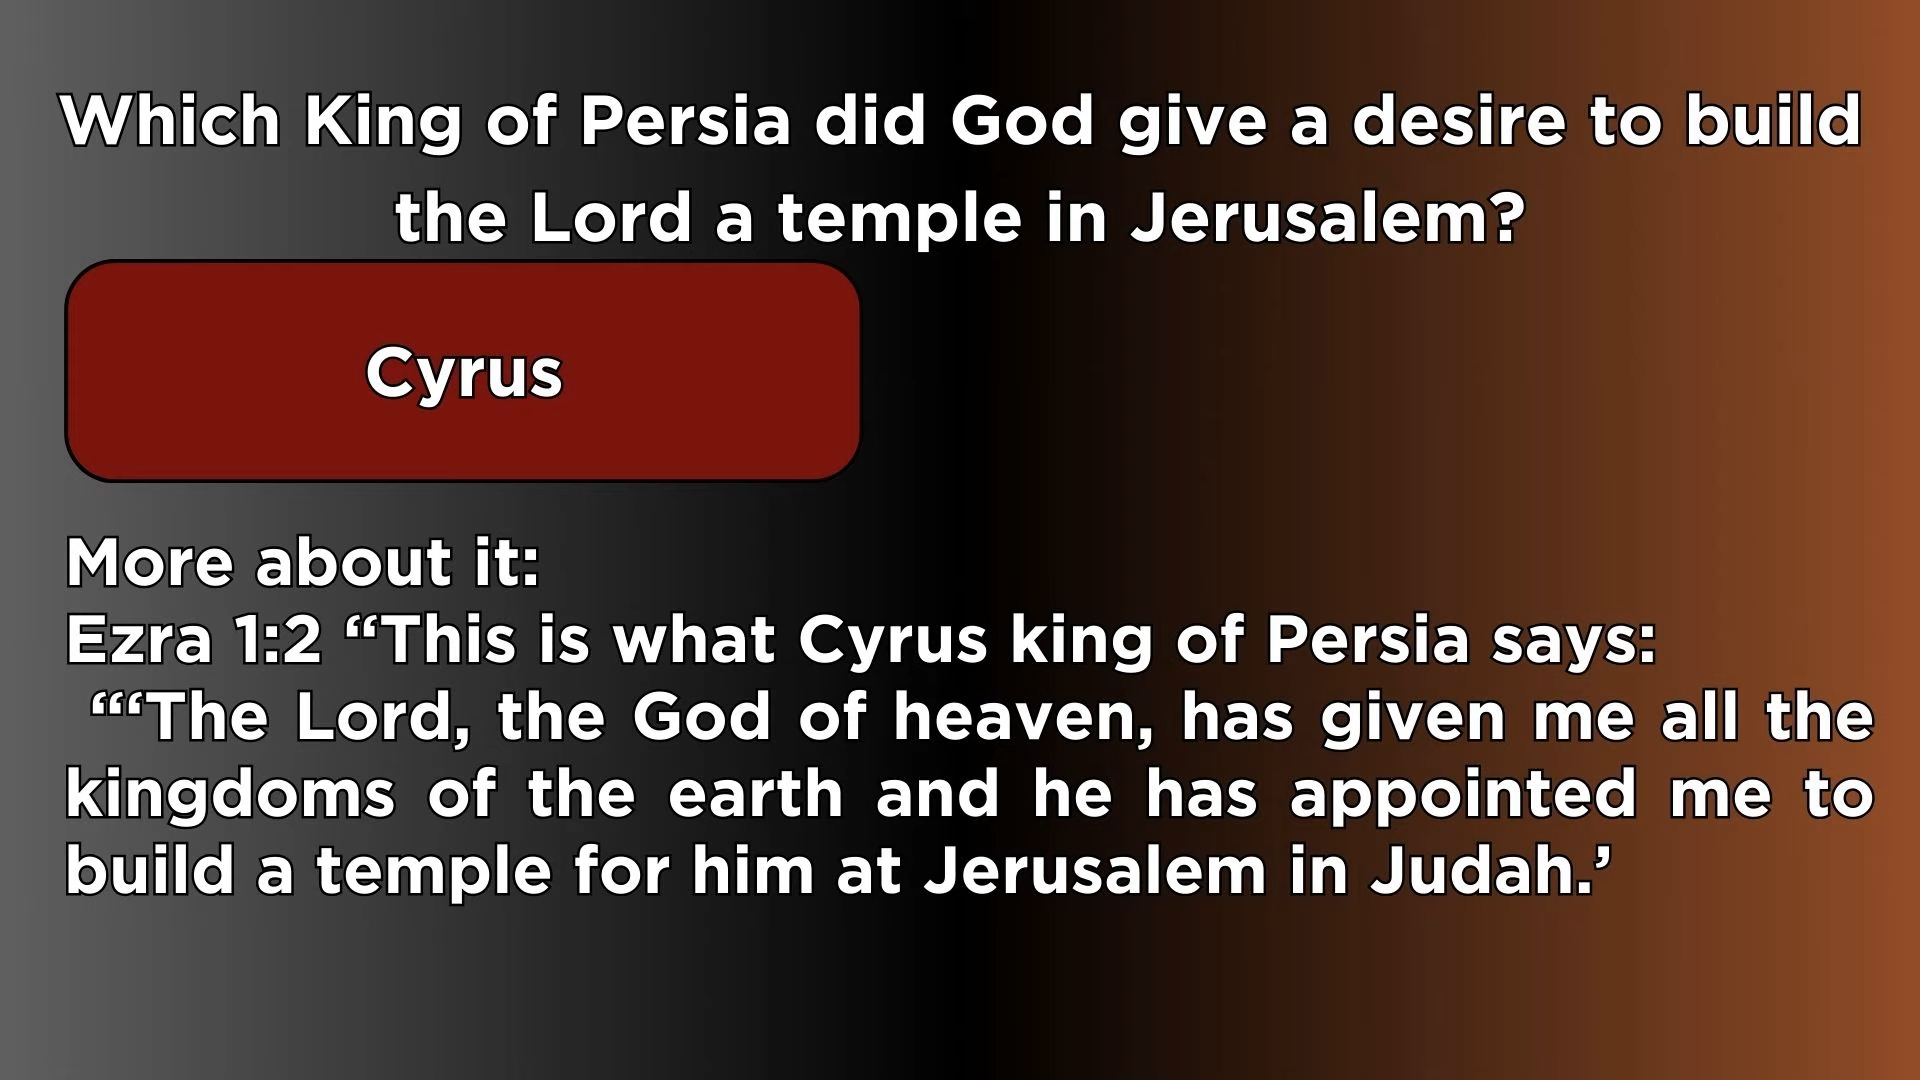 Which King of Persia did God give a desire to build
the Lord a temple in Jerusalem?
Cyrus
More about it:
Ezra 1:2 “This is what Cyrus king of Persia says:
“‘The Lord, the God of heaven, has given me all the
kingdoms of the earth and he has appointed me to
build a temple for him at Jerusalem in Judah.’